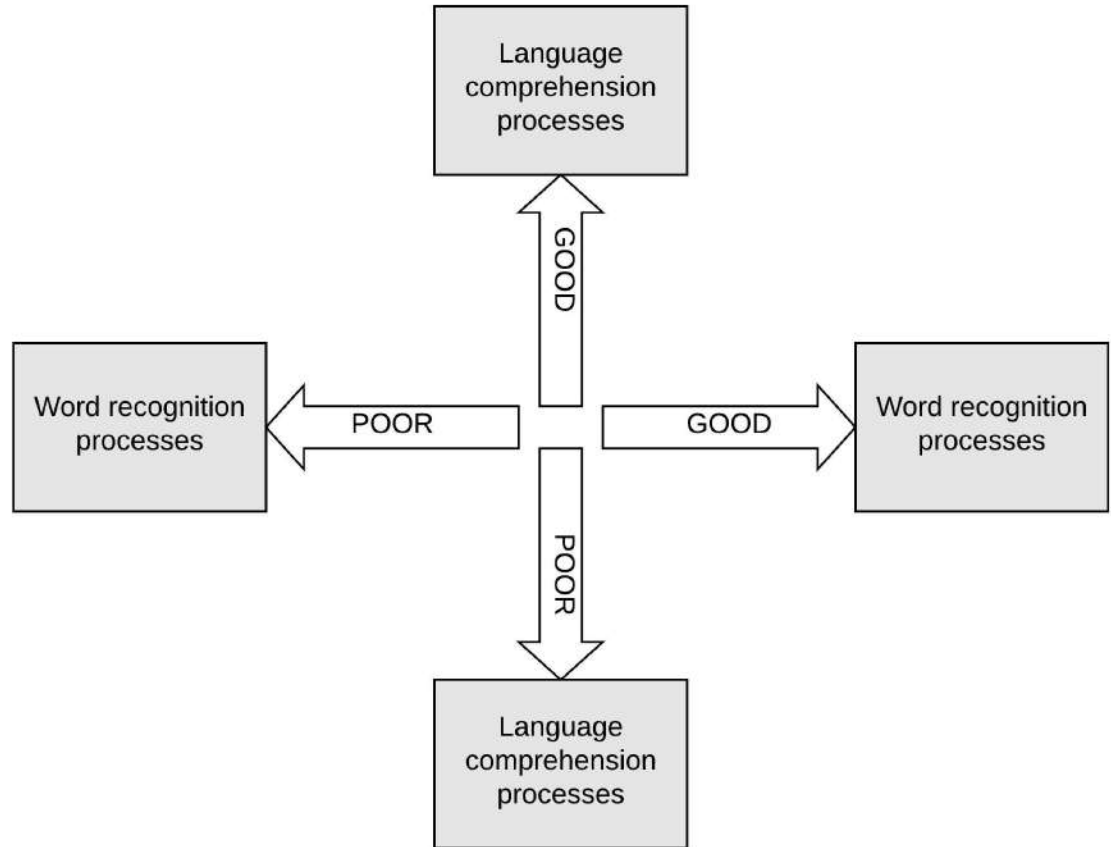 Language
comprehension
processes
GOOD
Word recognition
processes
POOR
GOOD
Word recognition
processes
POOR
Language
comprehension
processes